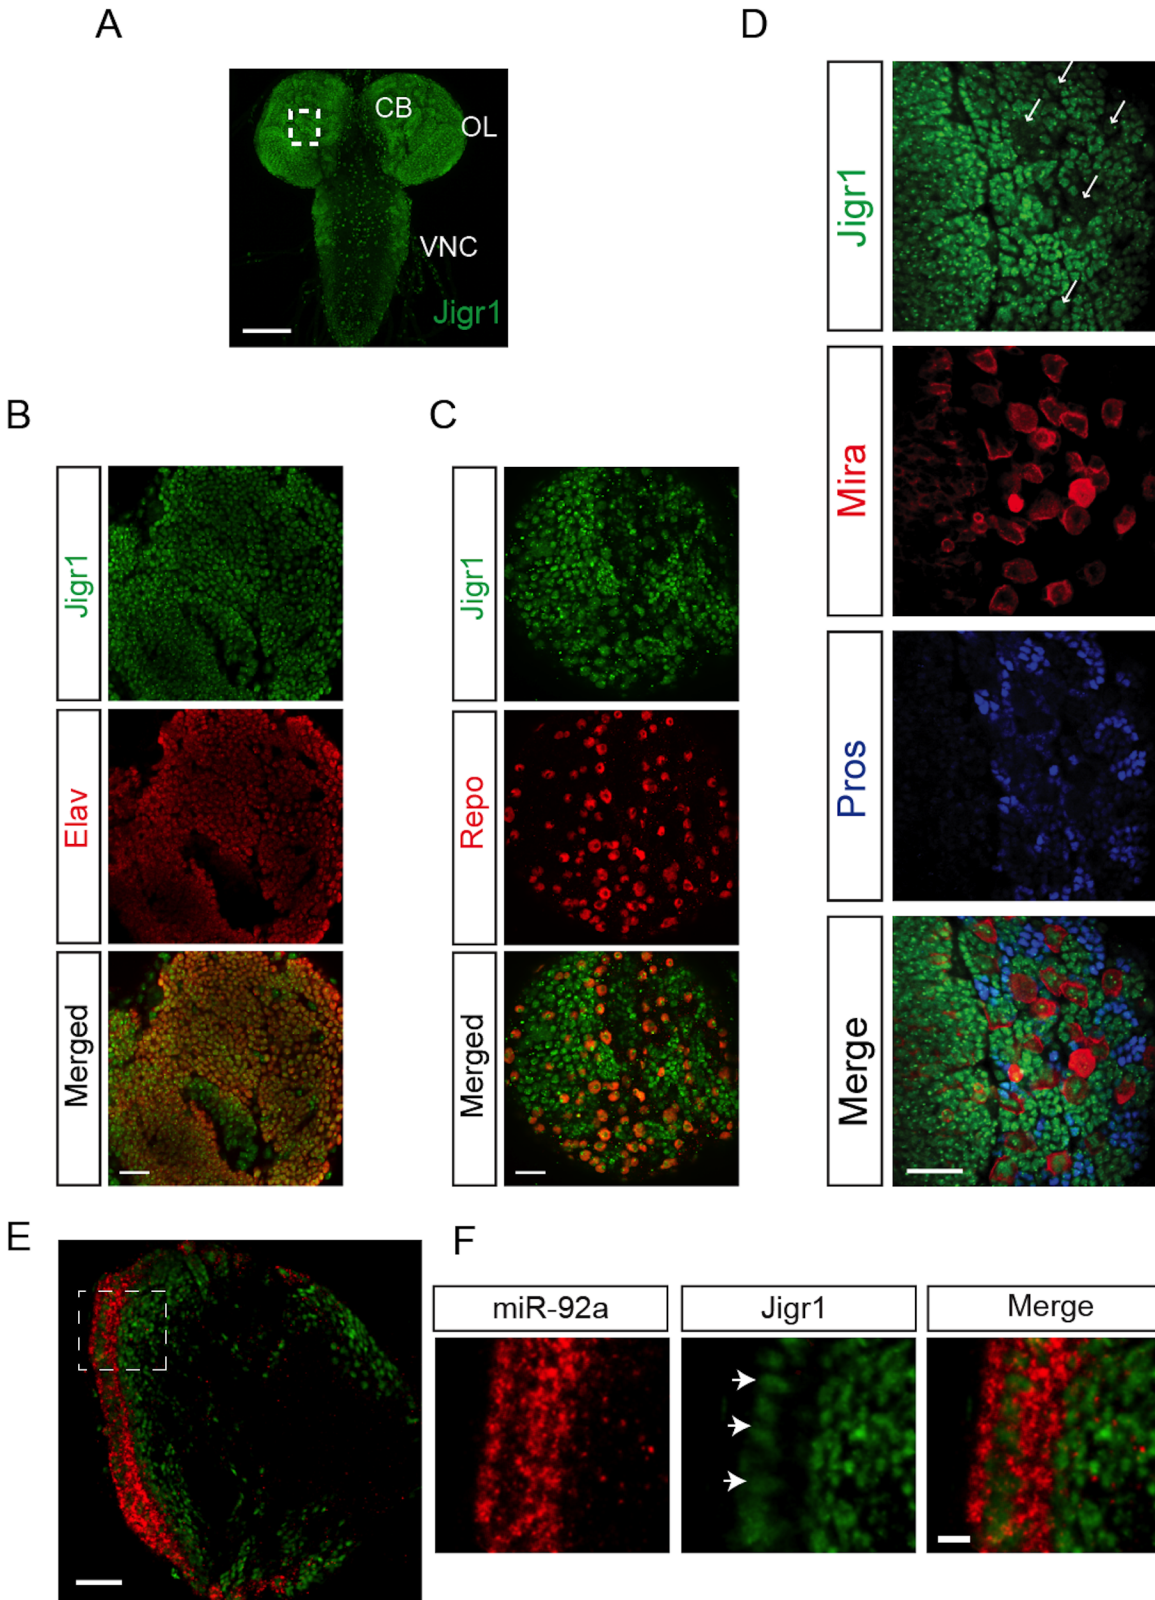 A
CB
OL
VNC
Jigr1
B
Jigr1
Elav
Merged
C
Jigr1
Repo
Merged
D
Jigr1
Mira
Pros
Merge
E
F
miR-92a
Jigr1
Merge